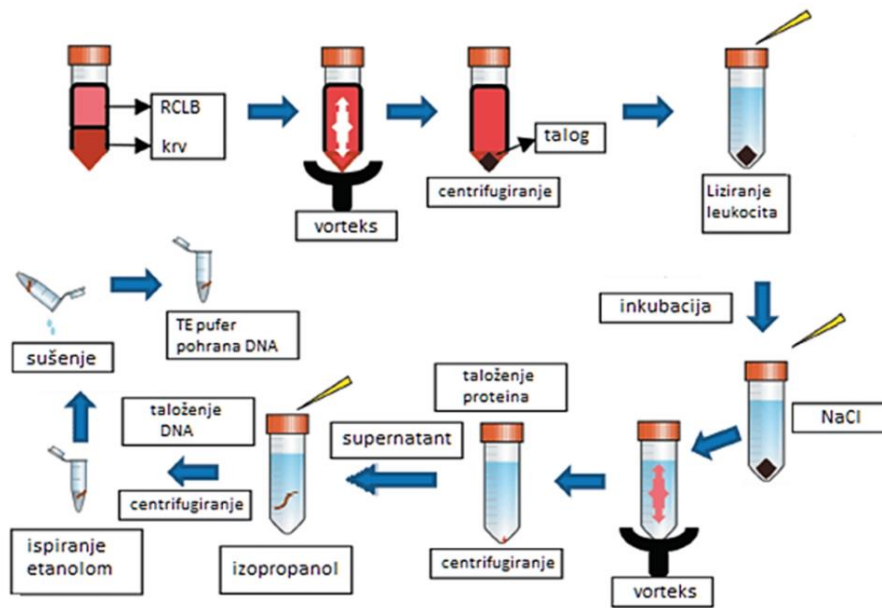 RCLB
krv
vorteks
talog
centrifugiranje
Liziranje
leukocita
inkubacija
NaCl
vorteks
taloženje
proteina
centrifugiranje
supernatant
izopropanol
taloženje
DNA
centrifugiranje
ispiranje
etanolom
sušenje
TE pufer
pohrana DNA